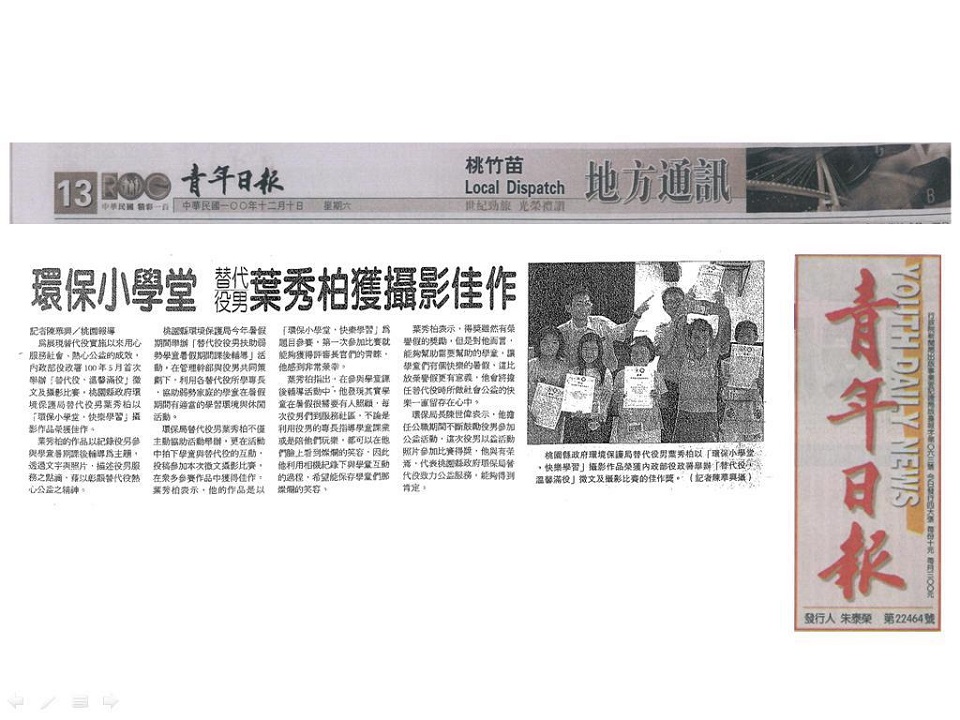 13 ROC
中華民國 精彩一百
青年日報
中華民國一○○年十二月十日 星期六
桃竹苗
Local Dispatch
世紀勁旅 光榮禮讚
地方通訊
環保小學堂 替代役男葉秀柏獲攝影佳作
記者陳華興／桃園報導
為展現替代役實施以來用心
服務社會、熱心公益的成效，
內政部役政署100年5月首次
舉辦「替代役，溫馨滿役」徵
文及攝影比賽，桃園縣政府環
境保護局替代役男葉秀柏以
「環保小學堂，快樂學習」攝
影作品榮獲佳作。
葉秀柏的作品以記錄役男參
與學童暑期課後輔導為主題，
透過文字與照片，描述役男服
務之點滴，藉以彰顯替代役熱
心公益之精神。
桃園縣環境保護局今年暑假
期間舉辦「替代役役男扶助弱
勢學童暑假期間課後輔導」活
動，在管理幹部與役男共同策
劃下，利用各替代役所學專長
，協助弱勢家庭的學童在暑假
期間有適當的學習環境與休閒
活動。
環保局替代役男葉秀柏不僅
主動協助活動舉辦，更在活動
中拍下學童與替代役的互動，
投稿參加本次徵文攝影比賽，
在眾多參賽作品中獲得佳作。
葉秀柏表示，他的作品是以
「環保小學堂，快樂學習」為
題目參賽，第一次參加比賽就
能夠獲得評審長官們的青睞，
他感到非常榮幸。
葉秀柏指出，在參與學童課
後輔導活動中，他發現其實學
童在暑假很需要有人照顧，每
次役男們到服務社區，不論是
利用役男的專長指導學童課業
或是陪他們玩樂，都可以在他
們臉上看到燦爛的笑容，因此
他利用相機記錄下與學童互動
的過程，希望能保存學童們那
燦爛的笑容。
葉秀柏表示，得獎雖然有榮
譽假的獎勵，但是對他而言，
能夠幫助需要幫助的學童，讓
學童們有個快樂的暑假，遠比
放榮譽假更有意義，他會將擔
任替代役時所做社會公益的快
樂一輩留存在心中。
環保局長陳世偉表示，他擔
任公職期間不斷鼓勵役男參加
公益活動，這次役男以公益活
動照片參加比賽得獎，他與有榮
焉，代表桃園縣政府環保局替
代役致力公益服務，能夠得到
肯定。
桃園縣政府環境保護局替代役男葉秀柏以「環保小學堂
，快樂學習」攝影作品榮獲內政部役政署舉辦「替代役，
溫馨滿役」徵文及攝影比賽的佳作獎。（記者陳華興攝）
青年日報
YOUTH DAILY NEWS
發行人 朱泰榮 第22464號